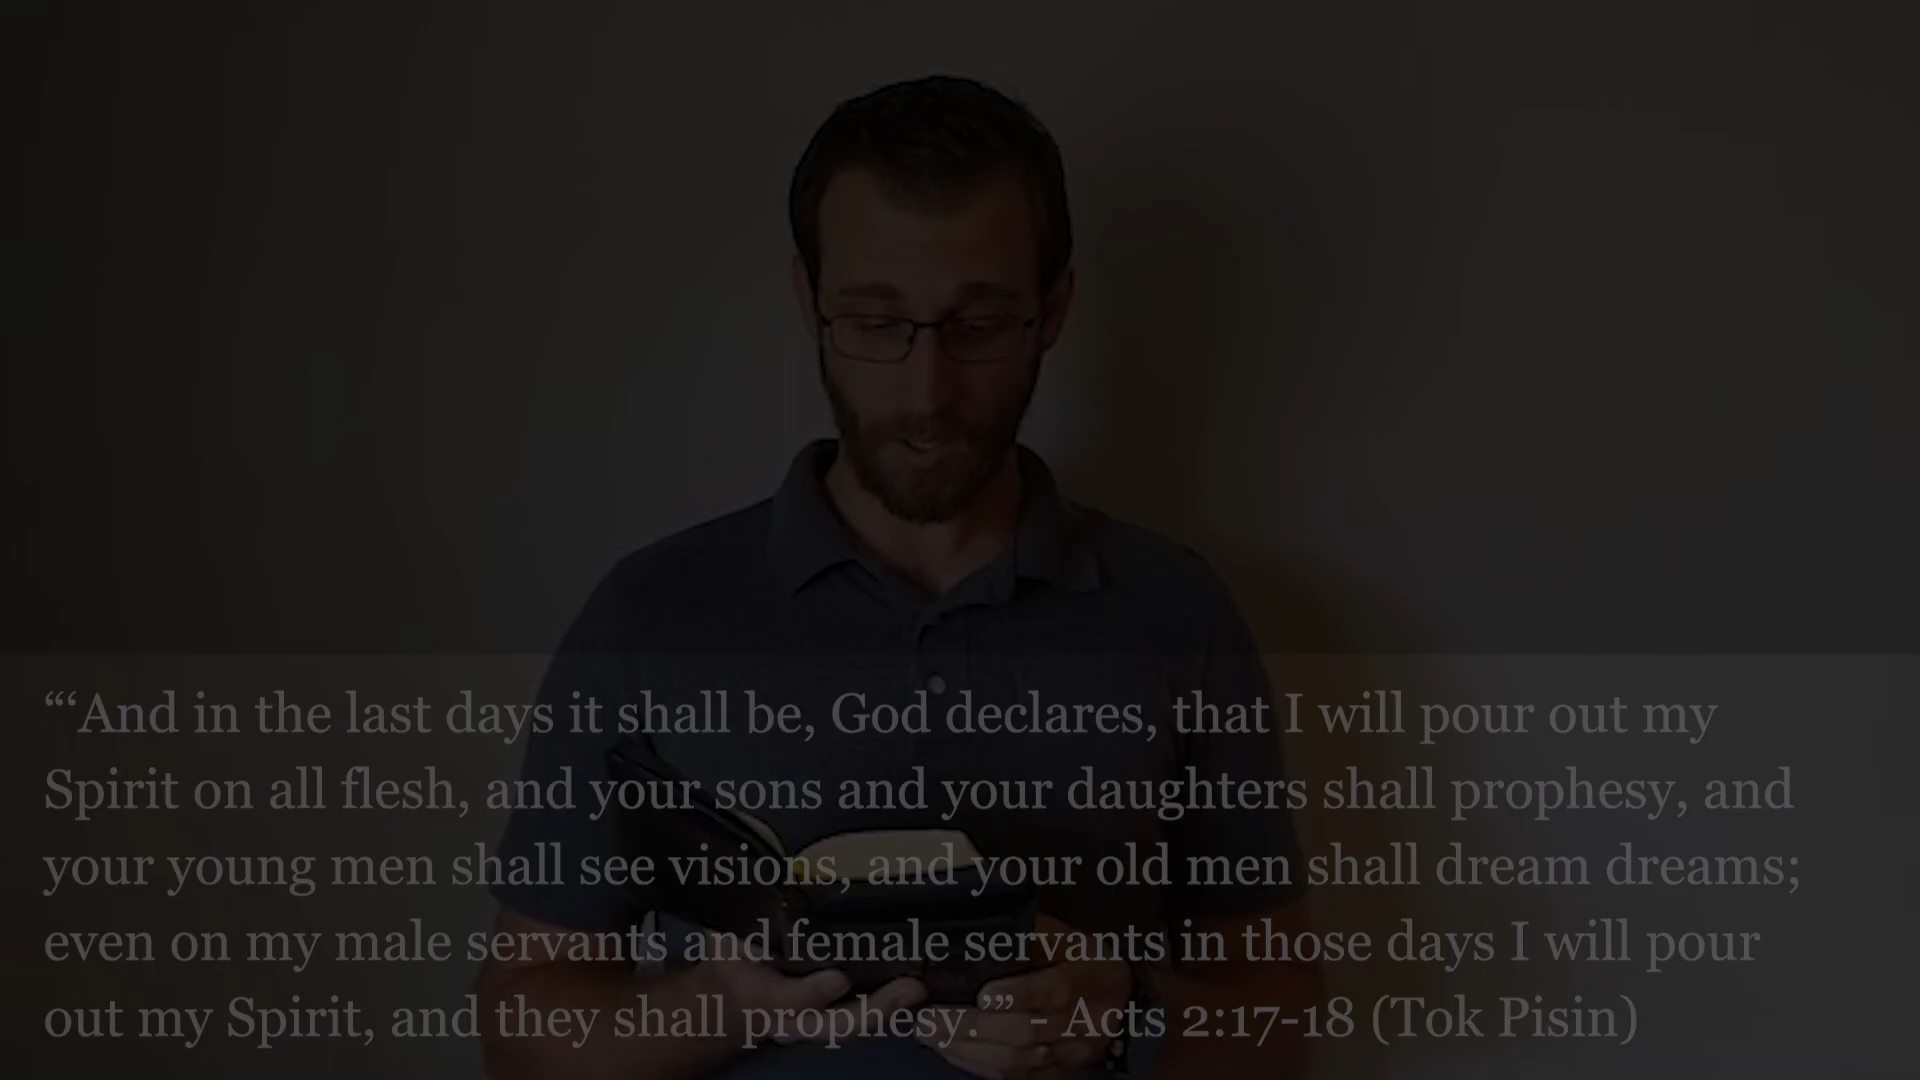 “‘And in the last days it shall be, God declares, that I will pour out my
Spirit on all flesh, and your sons and your daughters shall prophesy, and
your young men shall see visions, and your old men shall dream dreams;
even on my male servants and female servants in those days I will pour
out my Spirit, and they shall prophesy.’” - Acts 2:17-18 (Tok Pisin)